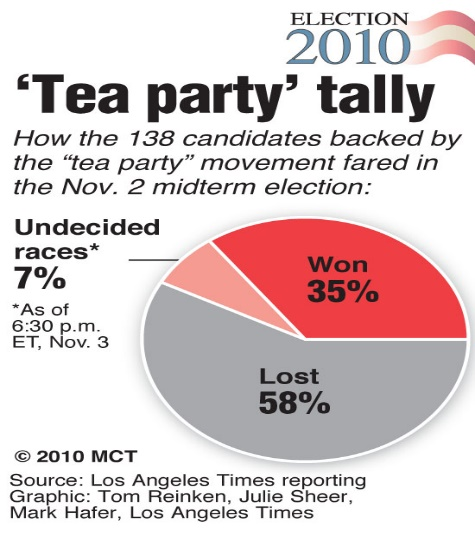 ELECTION
2010
‘Tea party’ tally
How the 138 candidates backed by
the “tea party” movement fared in
the Nov. 2 midterm election:
Undecided
races*
7%
*As of
6:30 p.m.
ET, Nov. 3
Won
35%
Lost
58%
© 2010 MCT
Source: Los Angeles Times reporting
Graphic: Tom Reinken, Julie Sheer,
Mark Hafer, Los Angeles Times